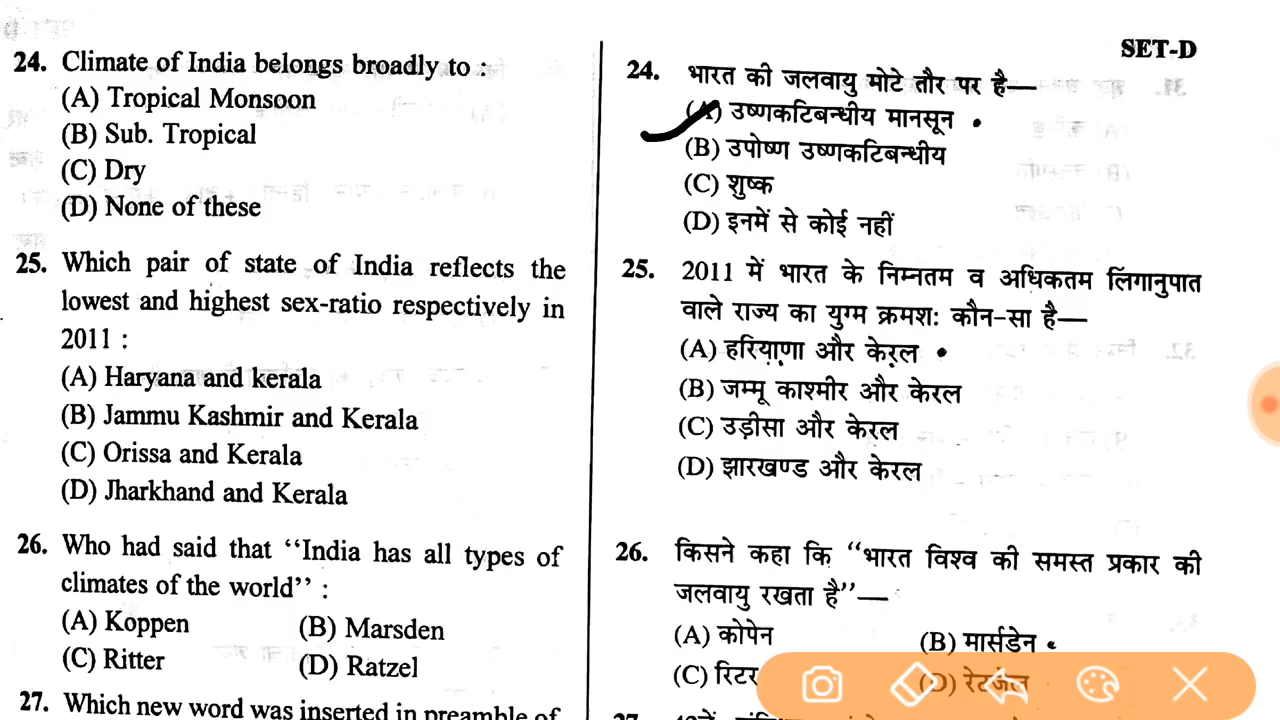 SET-D
24. Climate of India belongs broadly to :
(A) Tropical Monsoon
(B) Sub. Tropical
(C) Dry
(D) None of these
25. Which pair of state of India reflects the
lowest and highest sex-ratio respectively in
2011 :
(A) Haryana and kerala
(B) Jammu Kashmir and Kerala
(C) Orissa and Kerala
(D) Jharkhand and Kerala
26. Who had said that “India has all types of
climates of the world” :
(A) Koppen (B) Marsden
(C) Ritter (D) Ratzel
27. Which new word was inserted in preamble of
24. भारत की जलवायु मोटे तौर पर है—
(A) उष्णकटिबन्धीय मानसून
(B) उपोष्ण उष्णकटिबन्धीय
(C) शुष्क
(D) इनमें से कोई नहीं
25. 2011 में भारत के निम्नतम व अधिकतम लिंगानुपात
वाले राज्य का युग्म क्रमशः कौन-सा है—
(A) हरियाणा और केरल
(B) जम्मू काश्मीर और केरल
(C) उड़ीसा और केरल
(D) झारखण्ड और केरल
26. किसने कहा कि “भारत विश्व की समस्त प्रकार की
जलवायु रखता है”—
(A) कोपेन (B) मार्सडेन
(C) रिटर (D) रेटजल